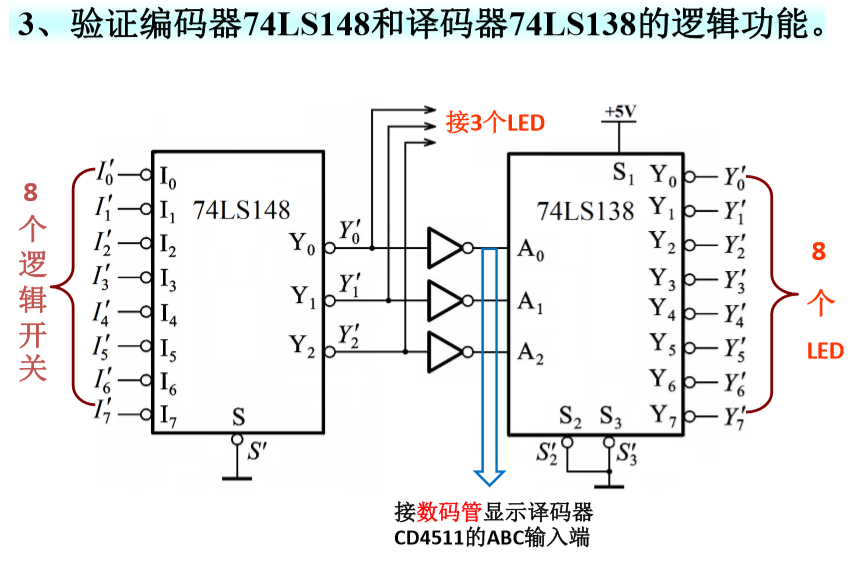 3、验证编码器74LS148和译码器74LS138的逻辑功能。
接3个LED
+5V
8个逻辑开关
I′0
I′1
I′2
I′3
I′4
I′5
I′6
I′7
I0
I1
I2
I3
I4
I5
I6
I7
74LS148
Y0
Y1
Y2
S
S′
Y′0
Y′1
Y′2
S1
74LS138
A0
A1
A2
Y0
Y1
Y2
Y3
Y4
Y5
Y6
Y7
S2 S3
S′2
S′3
Y′0
Y′1
Y′2
Y′3
Y′4
Y′5
Y′6
Y′7
8
个
LED
接数码管显示译码器
CD4511的ABC输入端